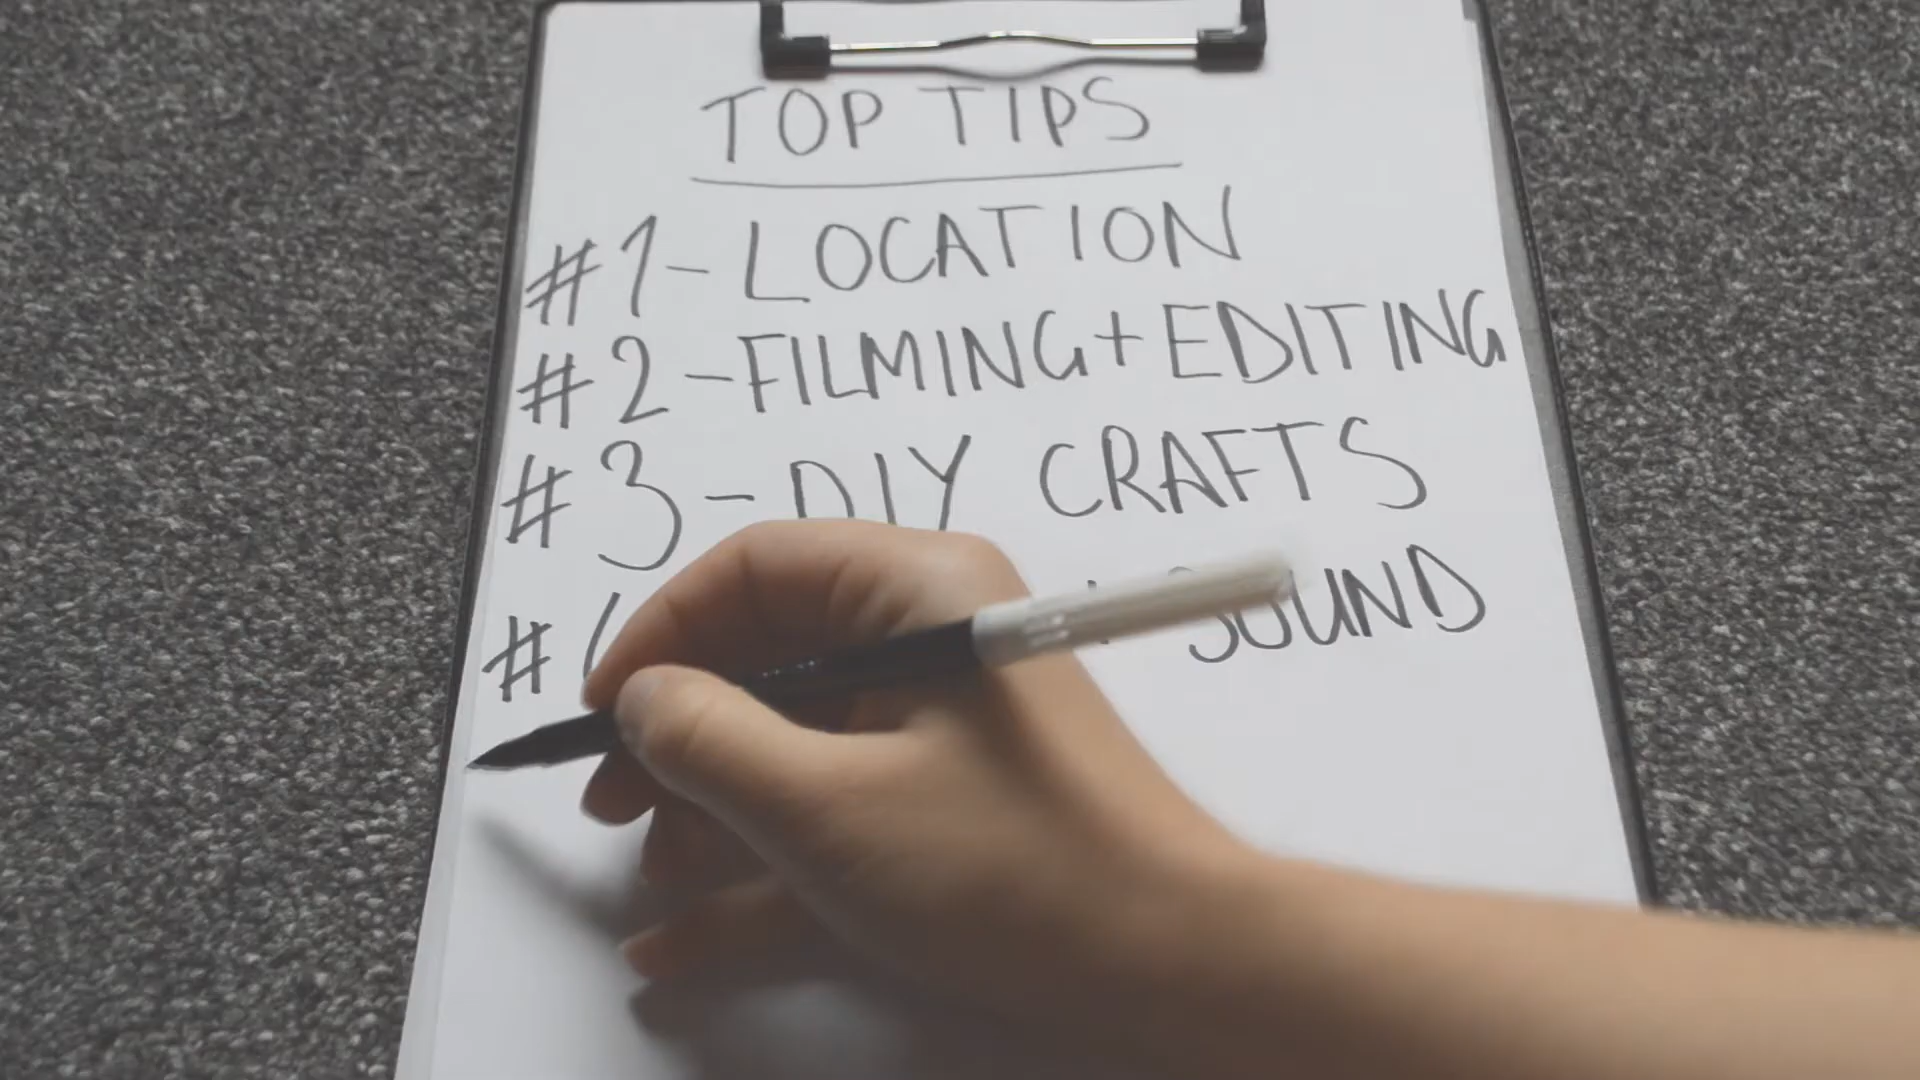 TOP TIPS
#1 - LOCATION
#2 - FILMING + EDITING
#3 - DIY CRAFTS
# SOUND